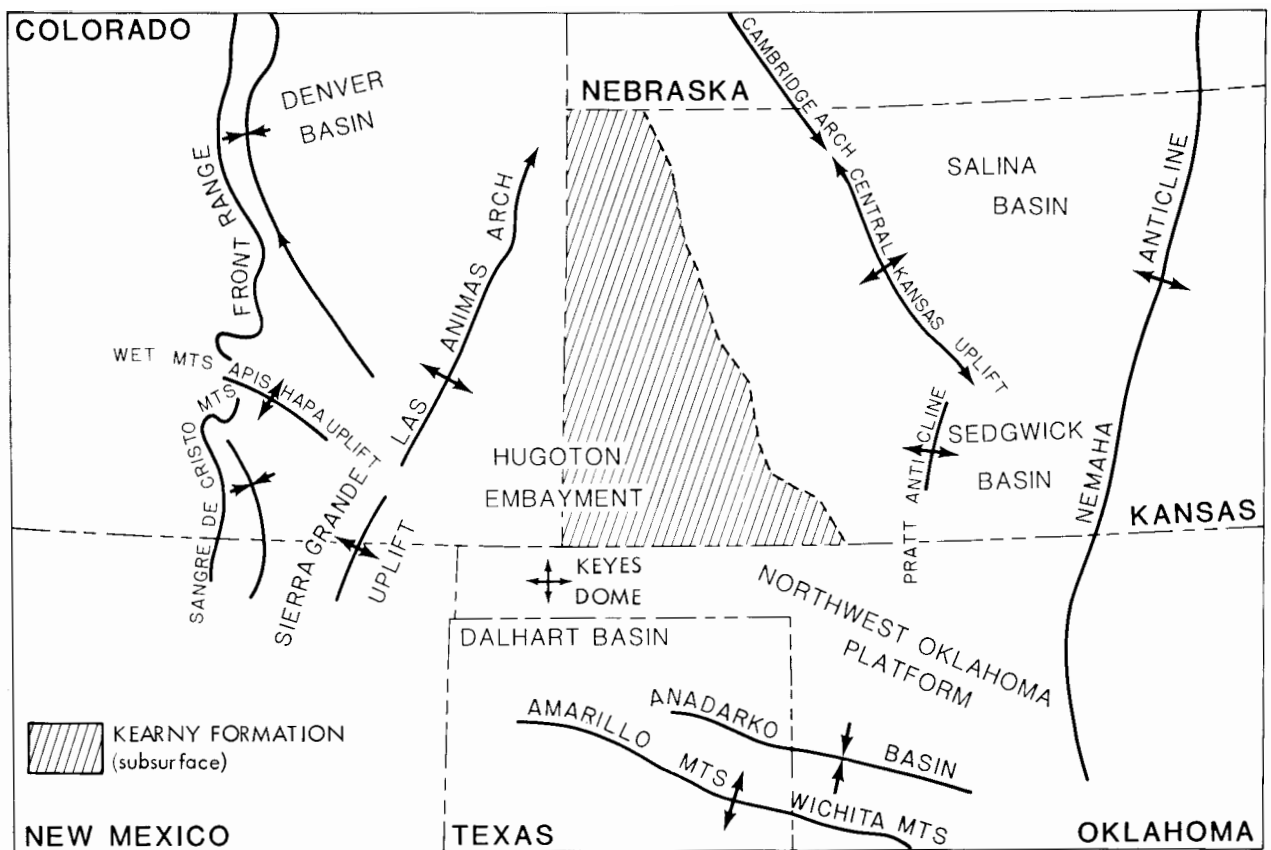 COLORADO
DENVER
BASIN
FRONT RANGE
NEBRASKA
CAMBRIDGE ARCH
CENTRAL KANSAS UPLIFT
SALINA
BASIN
NEMAHA ANTICLINE
LAS ANIMAS ARCH
WET MTS
APISHAPA UPLIFT
SANGRE DE CRISTO MTS
SIERRA GRANDE
UPLIFT
HUGOTON
EMBAYMENT
PRATT ANTICLINE
SEDGWICK
BASIN
KANSAS
KEYES
DOME
NORTHWEST OKLAHOMA
PLATFORM
DALHART BASIN
ANADARKO BASIN
AMARILLO MTS
WICHITA MTS
KEARNY FORMATION
(subsurface)
NEW MEXICO
TEXAS
OKLAHOMA